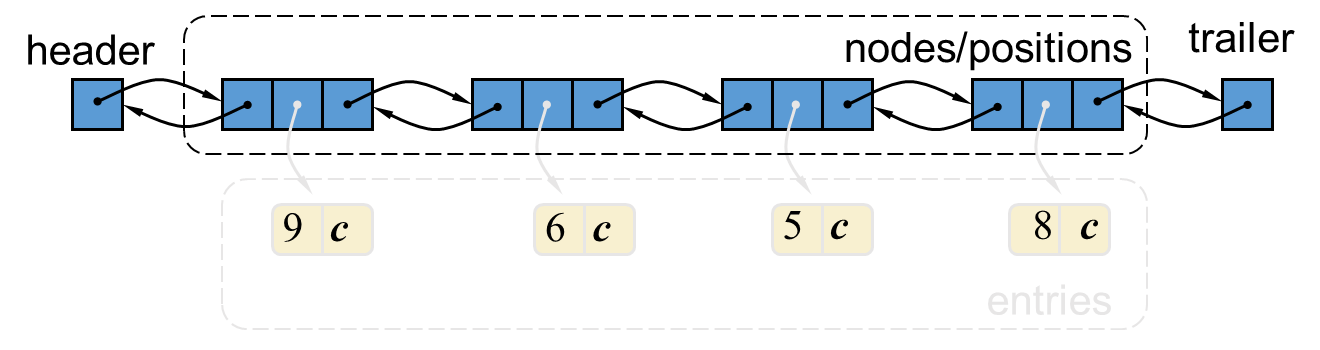 header
nodes/positions
trailer
9 c
6 c
5 c
8 c
entries